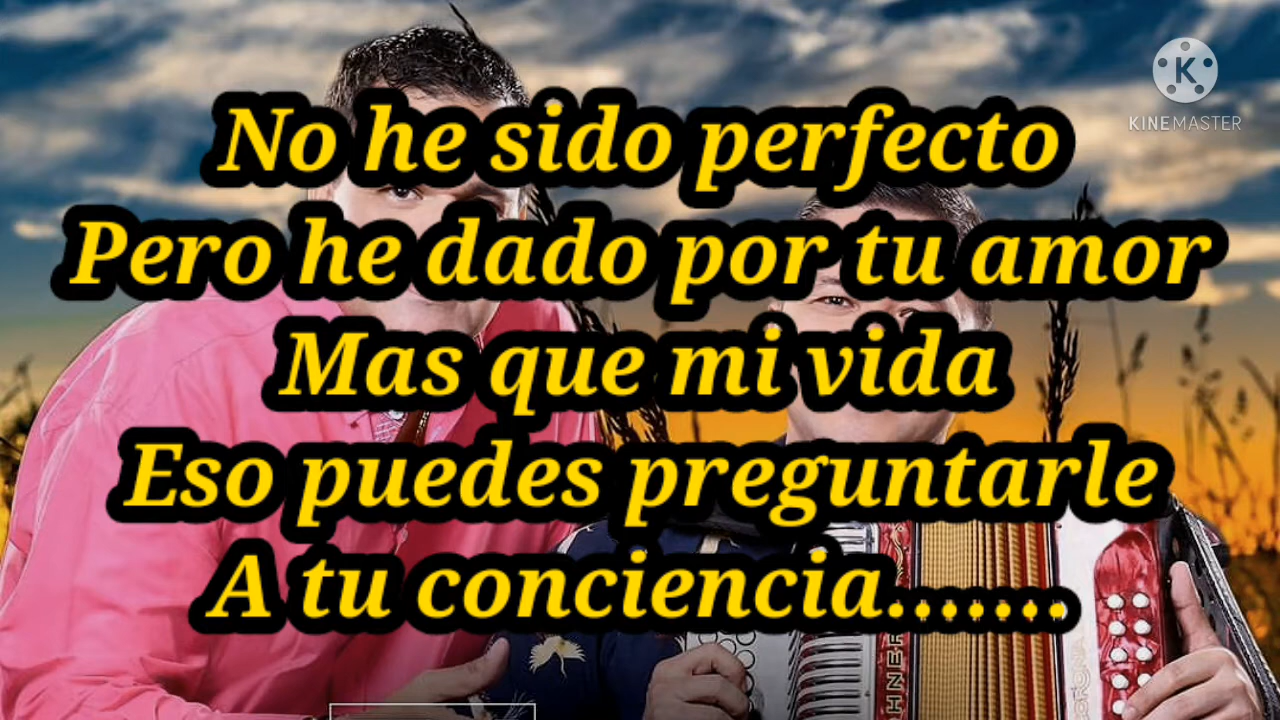 KINEMASTER
No he sido perfecto
Pero he dado por tu amor
Mas que mi vida
Eso puedes preguntarle
A tu conciencia.......